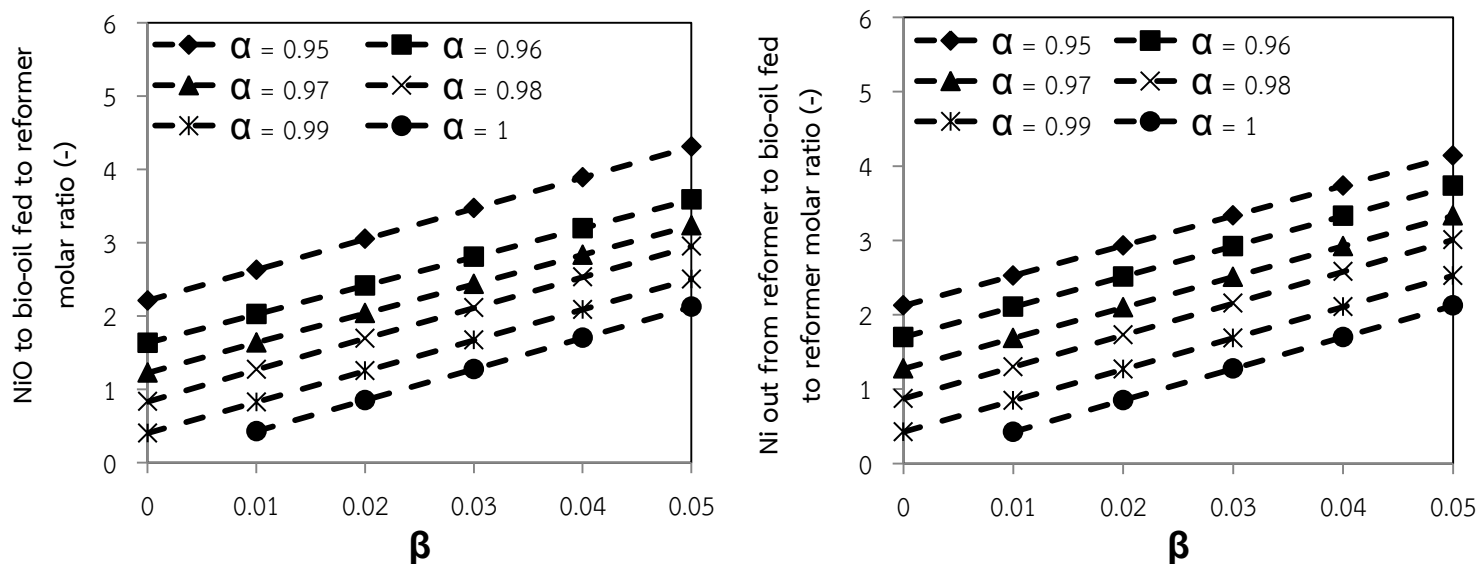 NiO to bio-oil fed to reformer
molar ratio (-)
6
5
4
3
2
1
0
α = 0.95
α = 0.96
α = 0.97
α = 0.98
α = 0.99
α = 1
0
0.01
0.02
0.03
0.04
0.05
β
Ni out from reformer to bio-oil fed
to reformer molar ratio (-)
6
5
4
3
2
1
0
α = 0.95
α = 0.96
α = 0.97
α = 0.98
α = 0.99
α = 1
0
0.01
0.02
0.03
0.04
0.05
β